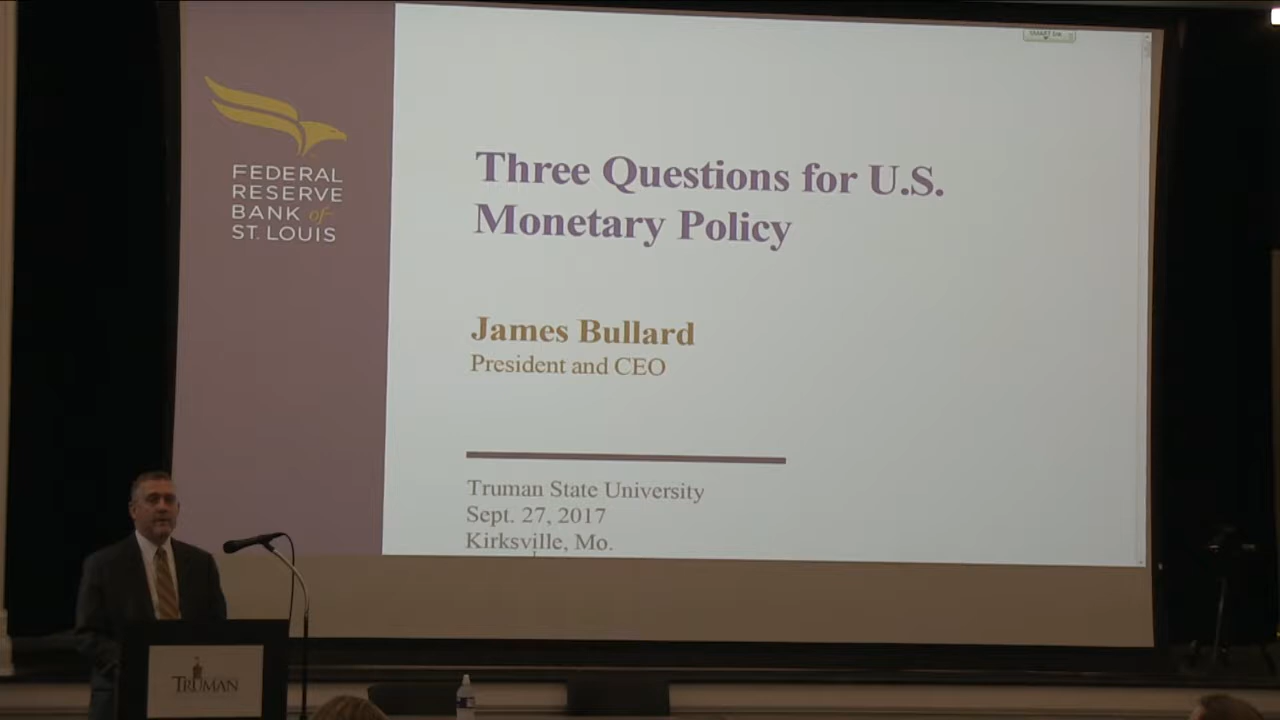 FEDERAL
RESERVE
BANK of
ST. LOUIS
Three Questions for U.S.
Monetary Policy
James Bullard
President and CEO
Truman State University
Sept. 27, 2017
Kirksville, Mo.
TRUMAN